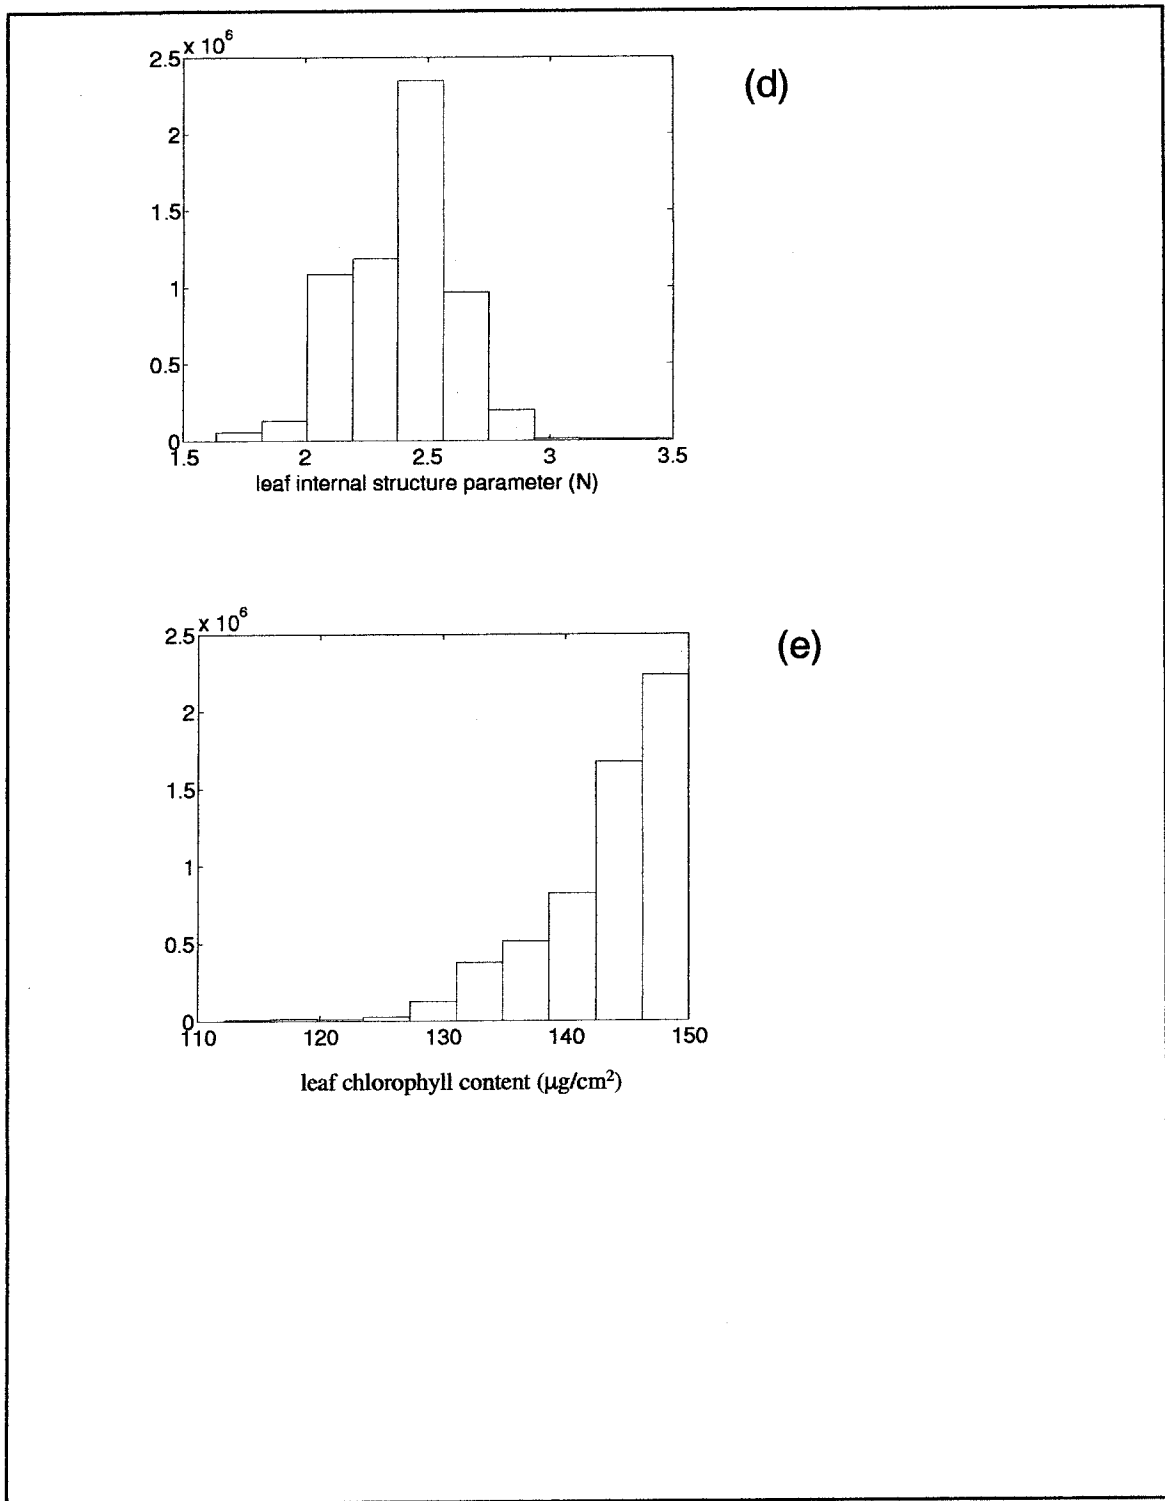 x 10^6
(d)
2.5
2
1.5
1
0.5
0
1.5 2 2.5 3 3.5
leaf internal structure parameter (N)
x 10^6
(e)
2.5
2
1.5
1
0.5
0
110 120 130 140 150
leaf chlorophyll content (μg/cm²)